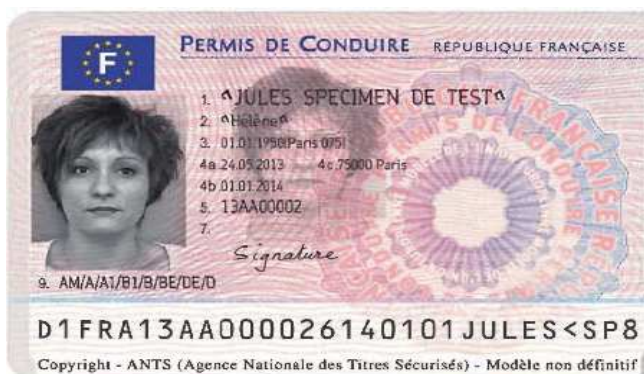 F
PERMIS DE CONDUIRE RÉPUBLIQUE FRANÇAISE
1. "JULES SPECIMEN DE TEST"
2. "Hélène"
3. 01.01.1950(Paris 075)
4a 24.05.2013 4c 75000 Paris
4b 01.01.2014
5. 13AA00002
7.
Signature
9. AM/A/A1/B1/B/BE/DE/D
D1FRA13AA000026140101JULES<SP8
Copyright - ANTS (Agence Nationale des Titres Sécurisés) - Modèle non définitif